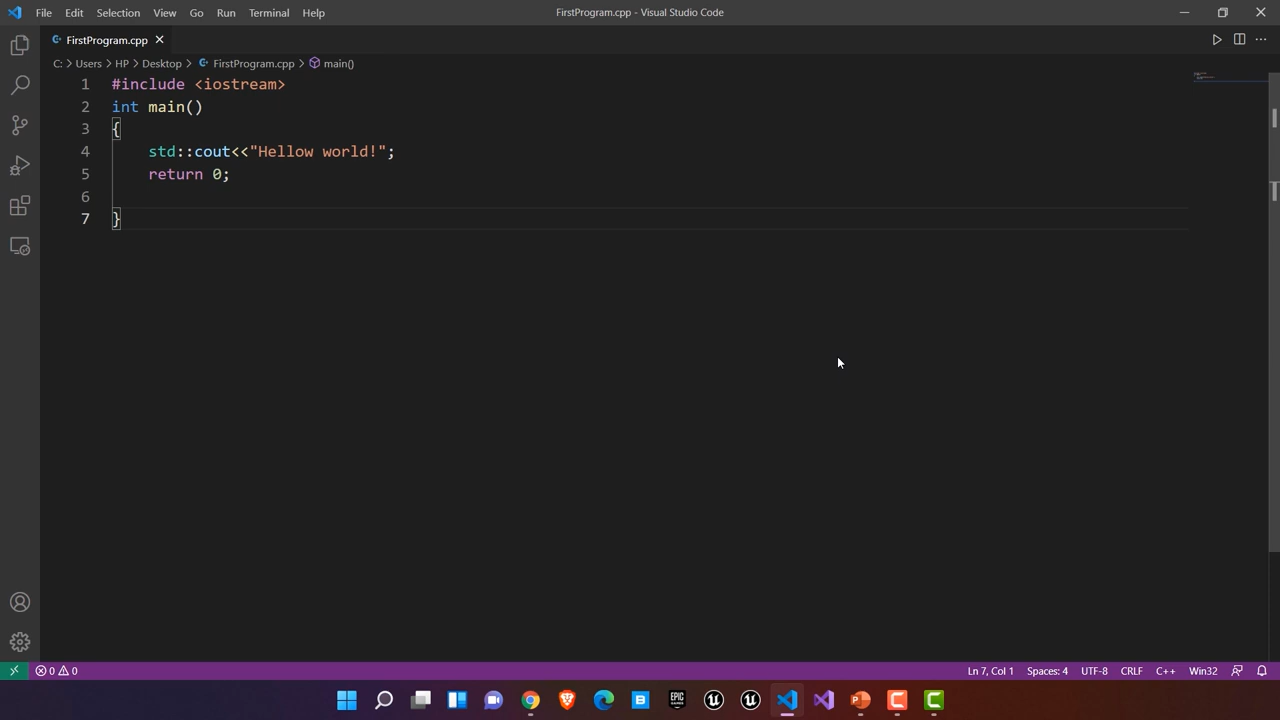 File Edit Selection View Go Run Terminal Help
FirstProgram.cpp - Visual Studio Code
FirstProgram.cpp
C: > Users > HP > Desktop > FirstProgram.cpp > main()
1 #include <iostream>
2 int main()
3 {
4 std::cout<<"Hellow world!";
5 return 0;
6
7 }
0 0
Ln 7, Col 1 Spaces: 4 UTF-8 CRLF C++ Win32
EPIC GAMES